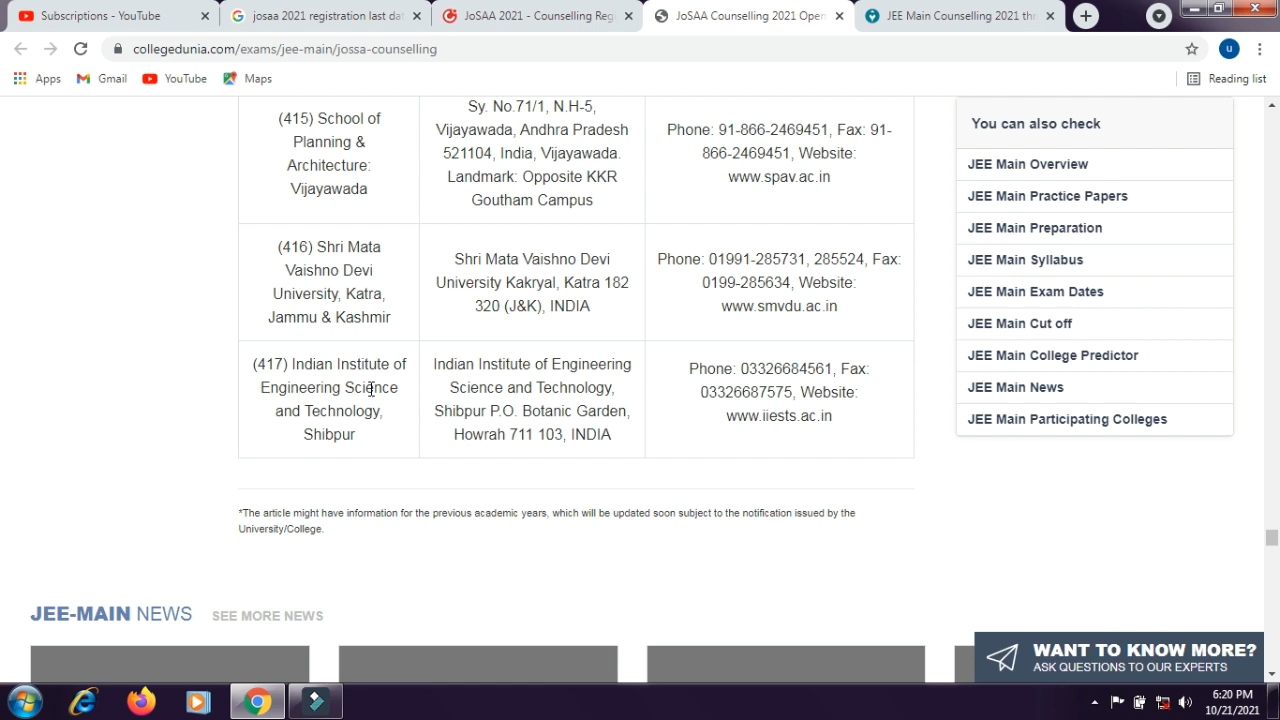 Subscriptions - YouTube
josaa 2021 registration last dat
JoSAA 2021 - Counselling Reg
JoSAA Counselling 2021 Open
JEE Main Counselling 2021 th
collegedunia.com/exams/jee-main/jossa-counselling
u
Apps
Gmail
YouTube
Maps
Reading list
(415) School of
Planning &
Architecture:
Vijayawada
Sy. No.71/1, N.H-5,
Vijayawada, Andhra Pradesh
521104, India, Vijayawada.
Landmark: Opposite KKR
Goutham Campus
Phone: 91-866-2469451, Fax: 91-
866-2469451, Website:
www.spav.ac.in
(416) Shri Mata
Vaishno Devi
University, Katra,
Jammu & Kashmir
Shri Mata Vaishno Devi
University Kakryal, Katra 182
320 (J&K), INDIA
Phone: 01991-285731, 285524, Fax:
0199-285634, Website:
www.smvdu.ac.in
(417) Indian Institute of
Engineering Science
and Technology,
Shibpur
Indian Institute of Engineering
Science and Technology,
Shibpur P.O. Botanic Garden,
Howrah 711 103, INDIA
Phone: 03326684561, Fax:
03326687575, Website:
www.iiests.ac.in
*The article might have information for the previous academic years, which will be updated soon subject to the notification issued by the
University/College.
You can also check
JEE Main Overview
JEE Main Practice Papers
JEE Main Preparation
JEE Main Syllabus
JEE Main Exam Dates
JEE Main Cut off
JEE Main College Predictor
JEE Main News
JEE Main Participating Colleges
JEE-MAIN NEWS
SEE MORE NEWS
WANT TO KNOW MORE?
ASK QUESTIONS TO OUR EXPERTS
6:20 PM
10/21/2021